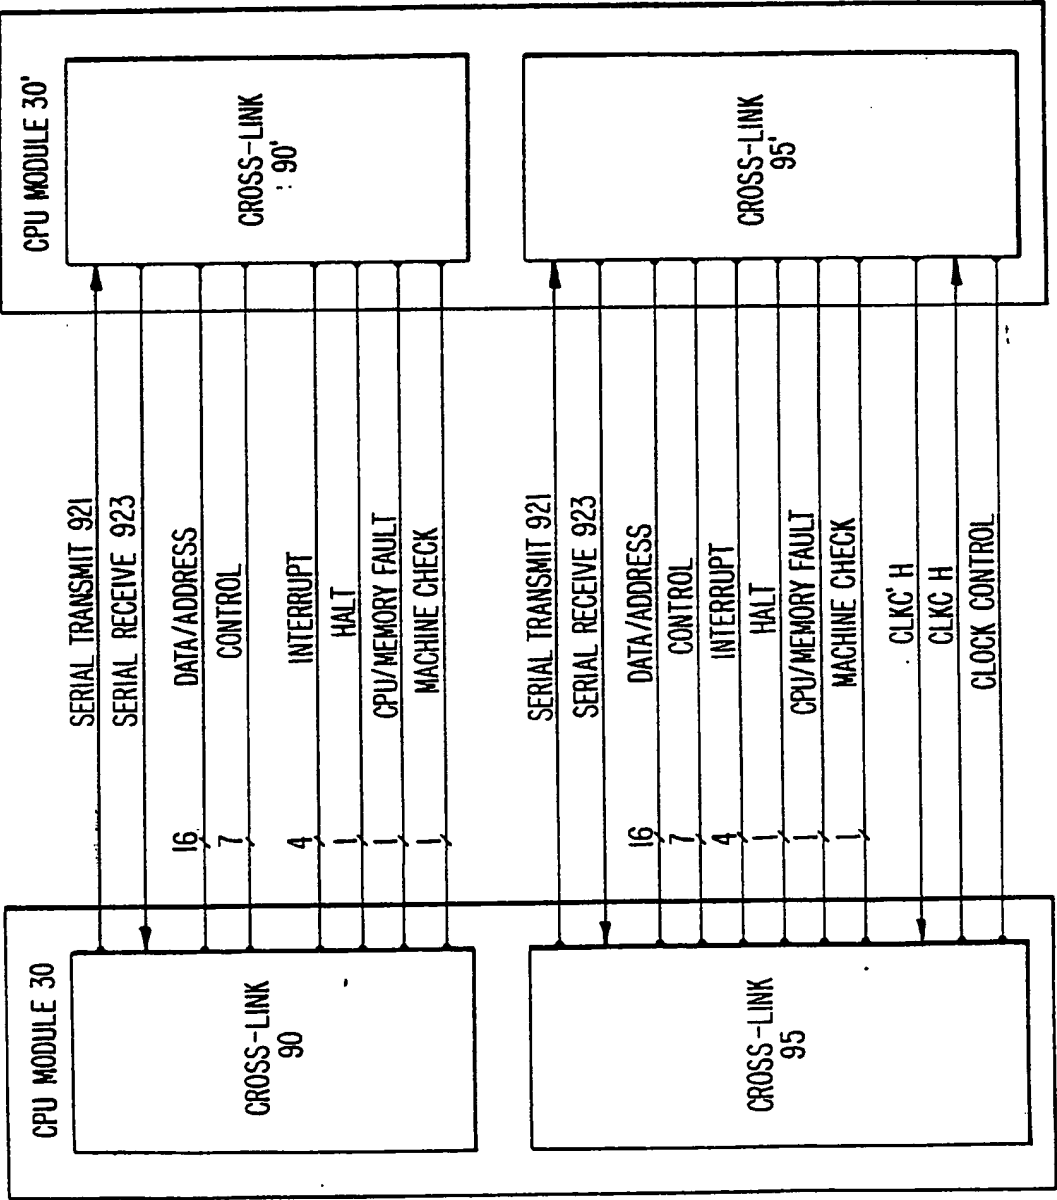 CPU MODULE 30
CROSS-LINK
90
SERIAL TRANSMIT 921
SERIAL RECEIVE 923
16
DATA/ADDRESS
7
CONTROL
4
INTERRUPT
1
HALT
1
CPU/MEMORY FAULT
1
MACHINE CHECK
CPU MODULE 30'
CROSS-LINK
90'
CROSS-LINK
95
SERIAL TRANSMIT 921
SERIAL RECEIVE 923
16
DATA/ADDRESS
7
CONTROL
4
INTERRUPT
1
HALT
1
CPU/MEMORY FAULT
1
MACHINE CHECK
CLKC' H
CLKC H
CLOCK CONTROL
CROSS-LINK
95'